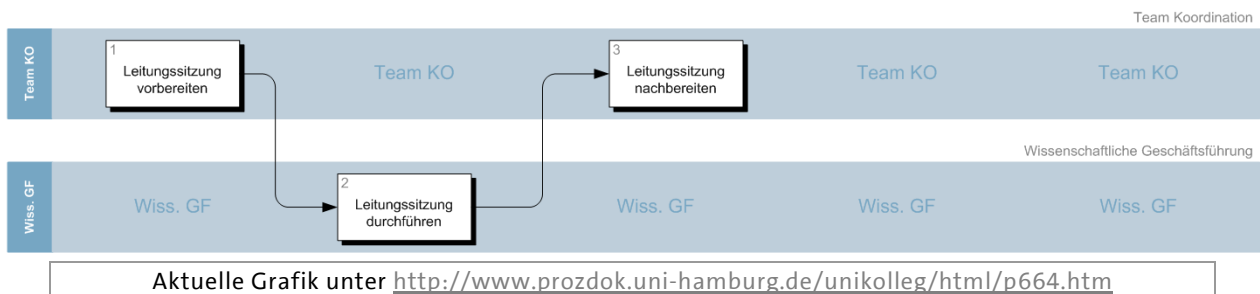 Team Koordination
Team KO
1
Leitungssitzung
vorbereiten
Team KO
3
Leitungssitzung
nachbereiten
Team KO
Team KO
Wissenschaftliche Geschäftsführung
Wiss. GF
Wiss. GF
2
Leitungssitzung
durchführen
Wiss. GF
Wiss. GF
Wiss. GF
Aktuelle Grafik unter http://www.prozdok.uni-hamburg.de/unikolleg/html/p664.htm